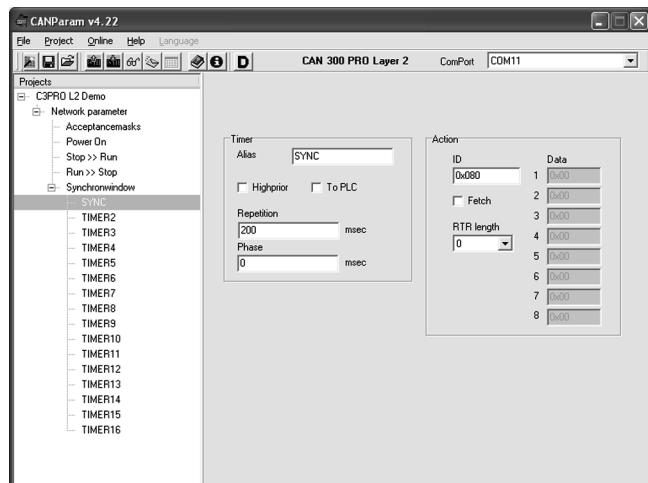 CANParam v4.22
File Project Online Help Language
D CAN 300 PRO Layer 2 ComPort COM11
Projects
C3PRO L2 Demo
Network parameter
Acceptancemasks
Power On
Stop >> Run
Run >> Stop
Synchronwindow
SYNC
TIMER2
TIMER3
TIMER4
TIMER5
TIMER6
TIMER7
TIMER8
TIMER9
TIMER10
TIMER11
TIMER12
TIMER13
TIMER14
TIMER15
TIMER16
Timer
Alias SYNC
Highprior To PLC
Repetition
200 msec
Phase
0 msec
Action
ID Data
0x080 1 0x00
Fetch 2 0x00
RTR length 3 0x00
0 4 0x00
5 0x00
6 0x00
7 0x00
8 0x00